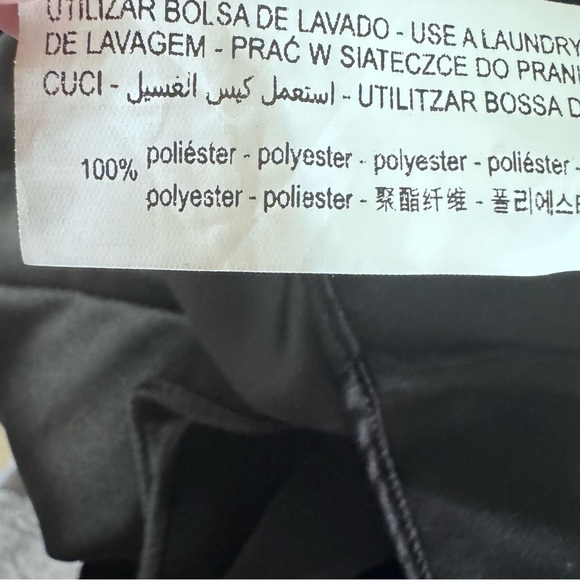 UTILIZAR BOLSA DE LAVADO - USE A LAUNDRY
DE LAVAGEM - PRAĆ W SIATECZCE DO PRANI
CUCI - استعمل كيس الغسيل - UTILITZAR BOSSA D
100% poliéster - polyester - polyester - poliéster -
polyester - poliester - 聚酯纤维 - 폴리에스테